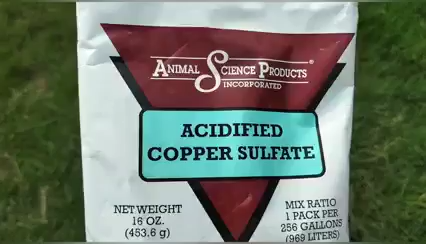 ANIMAL SCIENCE PRODUCTS®
INCORPORATED
ACIDIFIED
COPPER SULFATE
NET WEIGHT
16 OZ.
(453.6 g)
MIX RATIO
1 PACK PER
256 GALLONS
(969 LITERS)